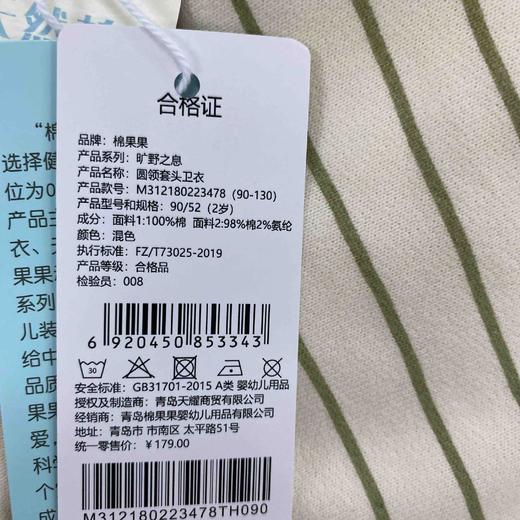 合格证
品牌: 棉果果
产品系列: 旷野之息
产品名称: 圆领套头卫衣
产品款号: M312180223478 (90-130)
产品型号和规格: 90/52 (2岁)
成分: 面料1:100%棉 面料2:98%棉2%氨纶
颜色: 混色
执行标准: FZ/T73025-2019
产品等级: 合格品
检验员: 008
6 920450 853343
30
安全标准: GB31701-2015 A类 婴幼儿用品
授权及制造商: 青岛天耀商贸有限公司
经销商: 青岛棉果果婴幼儿用品有限公司
地址: 青岛市 市南区 太平路51号
统一零售价: ¥179.00
M312180223478TH090
"棉
选择健
位为0
产品主
衣、
果果
系列
儿装
给中
品质
果果
爱,
科学
个
成